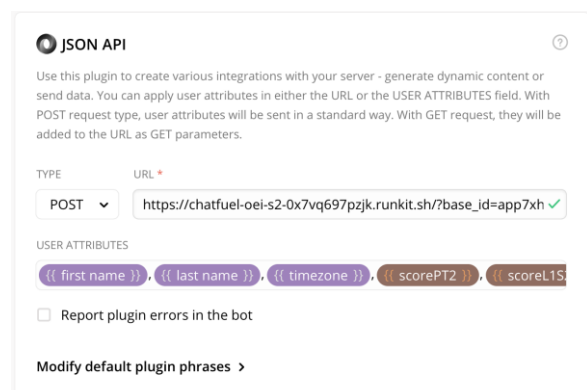 JSON API ?
Use this plugin to create various integrations with your server - generate dynamic content or
send data. You can apply user attributes in either the URL or the USER ATTRIBUTES field. With
POST request type, user attributes will be sent in a standard way. With GET request, they will be
added to the URL as GET parameters.
TYPE URL *
POST https://chatfuel-oei-s2-0x7vq697pzjk.runkit.sh/?base_id=app7xh
USER ATTRIBUTES
{{ first name }}, {{ last name }}, {{ timezone }}, {{ scorePT2 }}, {{ scoreL1S
Report plugin errors in the bot
Modify default plugin phrases >